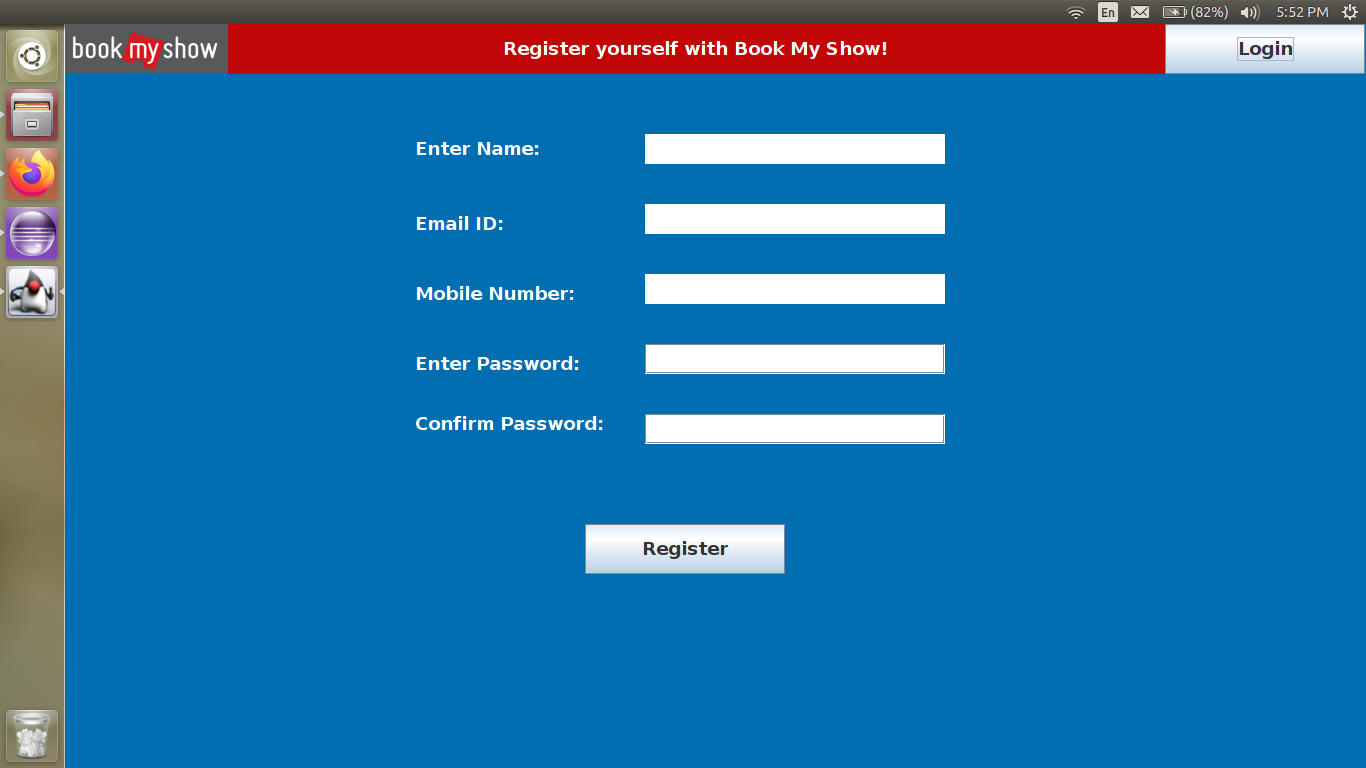 En (82%) 5:52 PM
book my show
Register yourself with Book My Show!
Login
Enter Name:
Email ID:
Mobile Number:
Enter Password:
Confirm Password:
Register